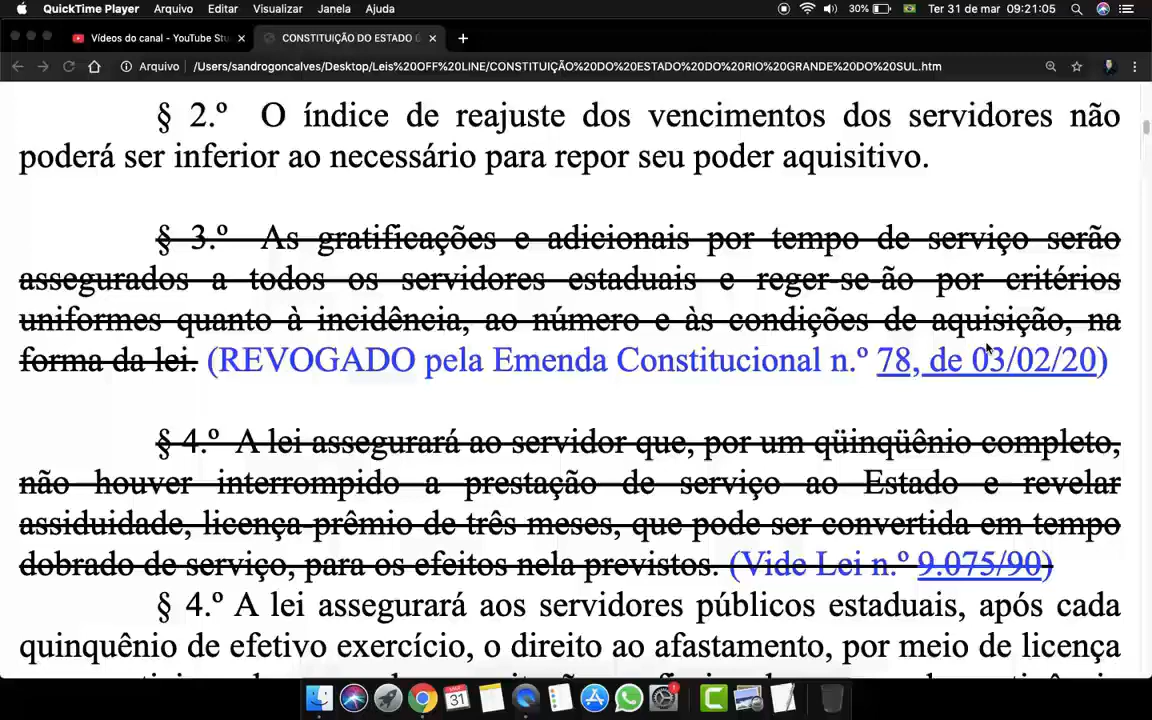 QuickTime Player Arquivo Editar Visualizar Janela Ajuda 30% Ter 31 de mar 09:21:05
Vídeos do canal - YouTube Stu
CONSTITUIÇÃO DO ESTADO
Arquivo /Users/sandrogoncalves/Desktop/Leis%20OFF%20LINE/CONSTITUIÇÃO%20DO%20ESTADO%20DO%20RIO%20GRANDE%20DO%20SUL.htm
§ 2.º O índice de reajuste dos vencimentos dos servidores não
poderá ser inferior ao necessário para repor seu poder aquisitivo.
§ 3.º As gratificações e adicionais por tempo de serviço serão
assegurados a todos os servidores estaduais e reger-se-ão por critérios
uniformes quanto à incidência, ao número e às condições de aquisição, na
forma da lei. (REVOGADO pela Emenda Constitucional n.º 78, de 03/02/20)
§ 4.º A lei assegurará ao servidor que, por um qüinqüênio completo,
não houver interrompido a prestação de serviço ao Estado e revelar
assiduidade, licença-prêmio de três meses, que pode ser convertida em tempo
dobrado de serviço, para os efeitos nela previstos. (Vide Lei n.º 9.075/90)
§ 4.º A lei assegurará aos servidores públicos estaduais, após cada
quinquênio de efetivo exercício, o direito ao afastamento, por meio de licença
31
1